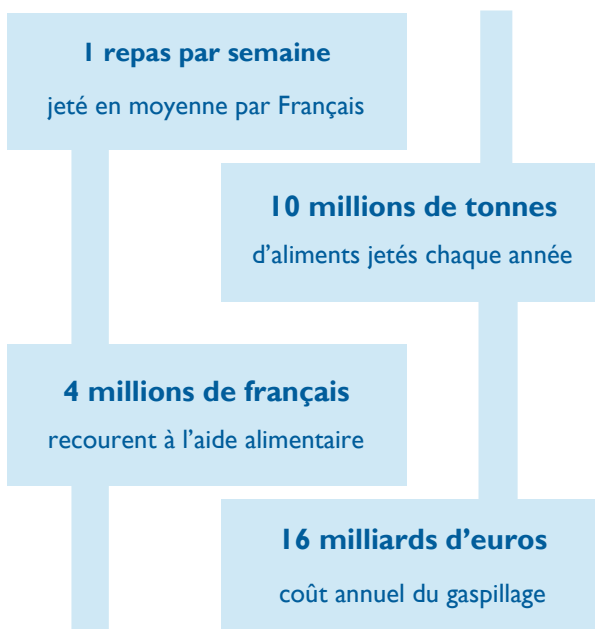 1 repas par semaine
jeté en moyenne par Français
10 millions de tonnes
d’aliments jetés chaque année
4 millions de français
recourent à l’aide alimentaire
16 milliards d’euros
coût annuel du gaspillage